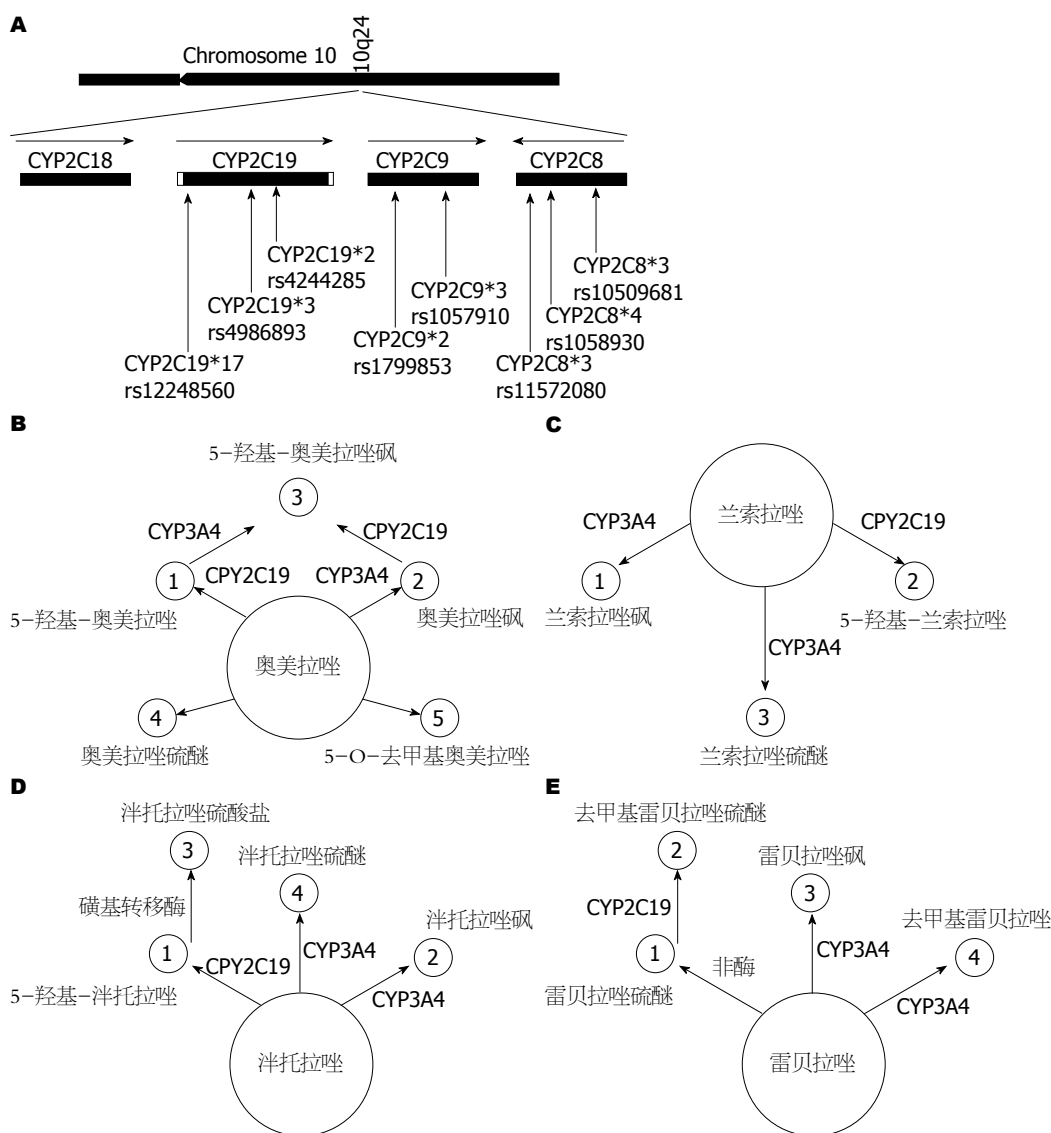 A
Chromosome 10
10q24
CYP2C18
CYP2C19
CYP2C9
CYP2C8
CYP2C19*2
rs4244285
CYP2C19*3
rs4986893
CYP2C19*17
rs12248560
CYP2C9*3
rs1057910
CYP2C9*2
rs1799853
CYP2C8*3
rs10509681
CYP2C8*4
rs1058930
CYP2C8*3
rs11572080
B
5-羟基-奥美拉唑砜
3
CYP3A4
CPY2C19
1
CPY2C19
CYP3A4
2
5-羟基-奥美拉唑
奥美拉唑砜
奥美拉唑
4
5
奥美拉唑硫醚
5-O-去甲基奥美拉唑
C
兰索拉唑
CYP3A4
CPY2C19
1
2
兰索拉唑砜
5-羟基-兰索拉唑
CYP3A4
3
兰索拉唑硫醚
D
泮托拉唑硫酸盐
3
泮托拉唑硫醚
4
磺基转移酶
泮托拉唑砜
1
2
CPY2C19
CYP3A4
5-羟基-泮托拉唑
CYP3A4
泮托拉唑
E
去甲基雷贝拉唑硫醚
2
雷贝拉唑砜
3
CYP2C19
去甲基雷贝拉唑
1
非酶
CYP3A4
4
雷贝拉唑硫醚
CYP3A4
雷贝拉唑